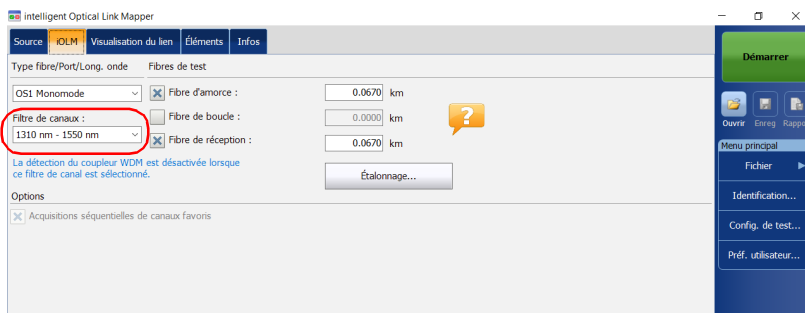 intelligent Optical Link Mapper
Source iOLM Visualisation du lien Éléments Infos
Type fibre/Port/Long. onde Fibres de test
OS1 Monomode Fibre d'amorce : 0.0670 km
Filtre de canaux : Fibre de boucle : 0.0000 km
1310 nm - 1550 nm Fibre de réception : 0.0670 km
La détection du coupleur WDM est désactivée lorsque
ce filtre de canal est sélectionné.
Étalonnage...
Options
Acquisitions séquentielles de canaux favoris
Démarrer
Ouvrir Enreg Rappo
Menu principal
Fichier
Identification...
Config. de test...
Préf. utilisateur...